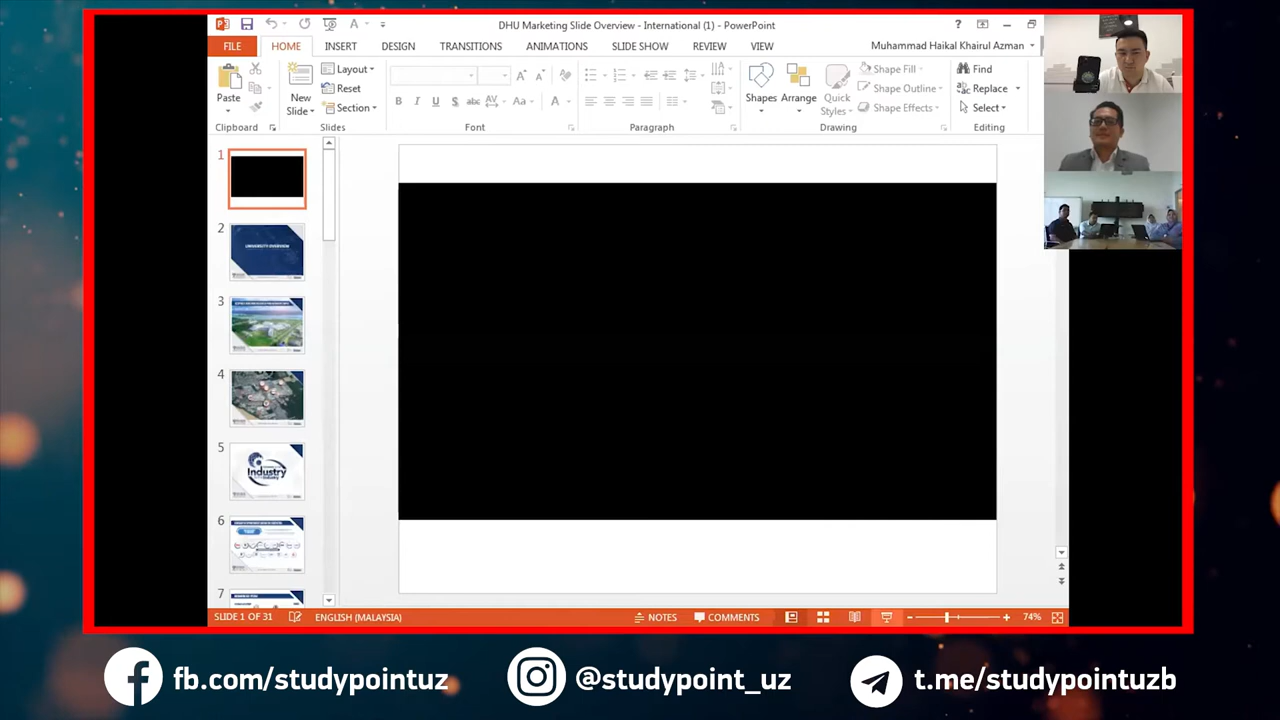 DHU Marketing Slide Overview - International (1) - PowerPoint
FILE
HOME
INSERT
DESIGN
TRANSITIONS
ANIMATIONS
SLIDE SHOW
REVIEW
VIEW
Muhammad Haikal Khairul Azman
Paste
New
Slide
Layout
Reset
Section
B I U S abc AV Aa A
Shapes
Arrange
Quick
Styles
Shape Fill
Shape Outline
Shape Effects
Find
Replace
Select
Clipboard
Slides
Font
Paragraph
Drawing
Editing
1
2
UNIVERSITY OVERVIEW
3
4
5
Industry
6
7
SLIDE 1 OF 31
ENGLISH (MALAYSIA)
NOTES
COMMENTS
74%
fb.com/studypointuz
@studypoint_uz
t.me/studypointuzb